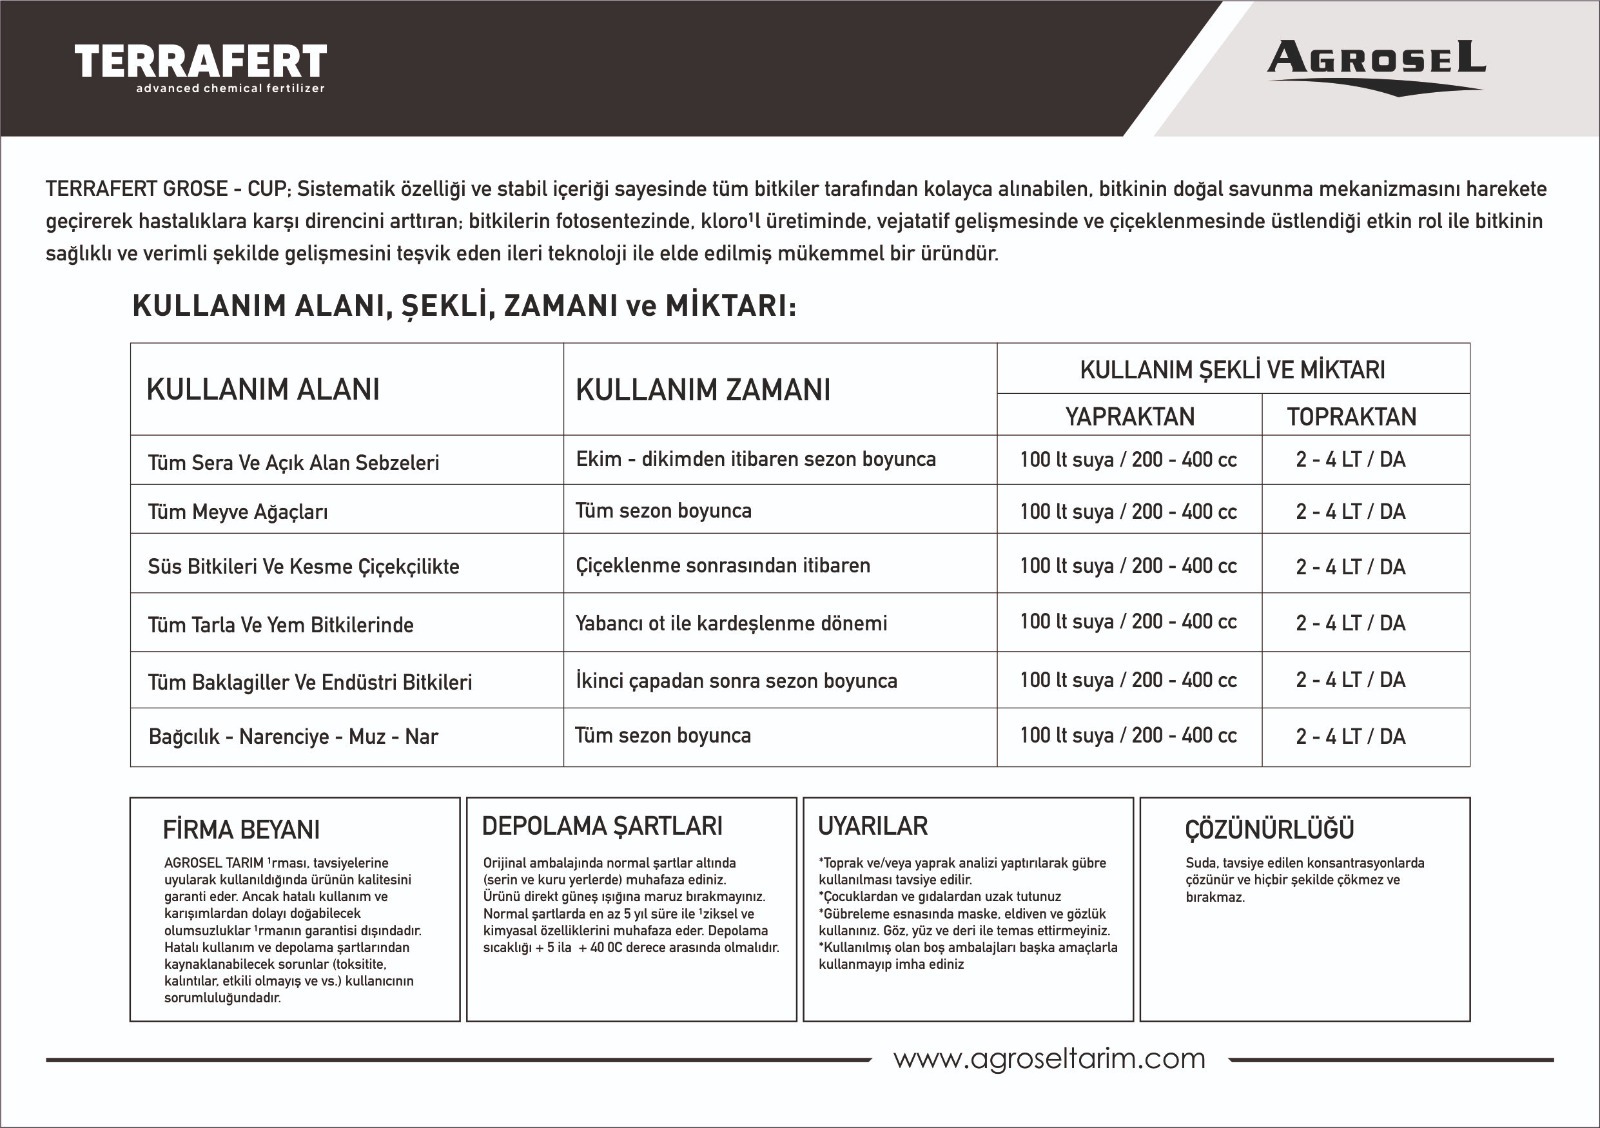 TERRAFERT
advanced chemical fertilizer
AGROSEL
TERRAFERT GROSE - CUP; Sistematik özelliği ve stabil içeriği sayesinde tüm bitkiler tarafından kolayca alınabilen, bitkinin doğal savunma mekanizmasını harekete
geçirerek hastalıklara karşı direncini arttıran; bitkilerin fotosentezinde, kloro¹l üretiminde, vejatatif gelişmesinde ve çiçeklenmesinde üstlendiği etkin rol ile bitkinin
sağlıklı ve verimli şekilde gelişmesini teşvik eden ileri teknoloji ile elde edilmiş mükemmel bir üründür.
KULLANIM ALANI, ŞEKLİ, ZAMANI ve MİKTARI:
KULLANIM ALANI KULLANIM ZAMANI KULLANIM ŞEKLİ VE MİKTARI
YAPRAKTAN TOPRAKTAN
Tüm Sera Ve Açık Alan Sebzeleri Ekim - dikimden itibaren sezon boyunca 100 lt suya / 200 - 400 cc 2 - 4 LT / DA
Tüm Meyve Ağaçları Tüm sezon boyunca 100 lt suya / 200 - 400 cc 2 - 4 LT / DA
Süs Bitkileri Ve Kesme Çiçekçilikte Çiçeklenme sonrasından itibaren 100 lt suya / 200 - 400 cc 2 - 4 LT / DA
Tüm Tarla Ve Yem Bitkilerinde Yabancı ot ile kardeşlenme dönemi 100 lt suya / 200 - 400 cc 2 - 4 LT / DA
Tüm Baklagiller Ve Endüstri Bitkileri İkinci çapadan sonra sezon boyunca 100 lt suya / 200 - 400 cc 2 - 4 LT / DA
Bağcılık - Narenciye - Muz - Nar Tüm sezon boyunca 100 lt suya / 200 - 400 cc 2 - 4 LT / DA
FİRMA BEYANI
AGROSEL TARIM ¹rması, tavsiyelerine
uyularak kullanıldığında ürünün kalitesini
garanti eder. Ancak hatalı kullanım ve
karışımlardan dolayı doğabilecek
olumsuzluklar ¹rmanın garantisi dışındadır.
Hatalı kullanım ve depolama şartlarından
kaynaklanabilecek sorunlar (toksitite,
kalıntılar, etkili olmayış ve vs.) kullanıcının
sorumluluğundadır.
DEPOLAMA ŞARTLARI
Orijinal ambalajında normal şartlar altında
(serin ve kuru yerlerde) muhafaza ediniz.
Ürünü direkt güneş ışığına maruz bırakmayınız.
Normal şartlarda en az 5 yıl süre ile ¹ziksel ve
kimyasal özelliklerini muhafaza eder. Depolama
sıcaklığı + 5 ila + 40 0C derece arasında olmalıdır.
UYARILAR
*Toprak ve/veya yaprak analizi yaptırılarak gübre
kullanılması tavsiye edilir.
*Çocuklardan ve gıdalardan uzak tutunuz
*Gübreleme esnasında maske, eldiven ve gözlük
kullanınız. Göz, yüz ve deri ile temas ettirmeyiniz.
*Kullanılmış olan boş ambalajları başka amaçlarla
kullanmayıp imha ediniz
ÇÖZÜNÜRLÜĞÜ
Suda, tavsiye edilen konsantrasyonlarda
çözünür ve hiçbir şekilde çökmez ve
bırakmaz.
www.agroseltarim.com